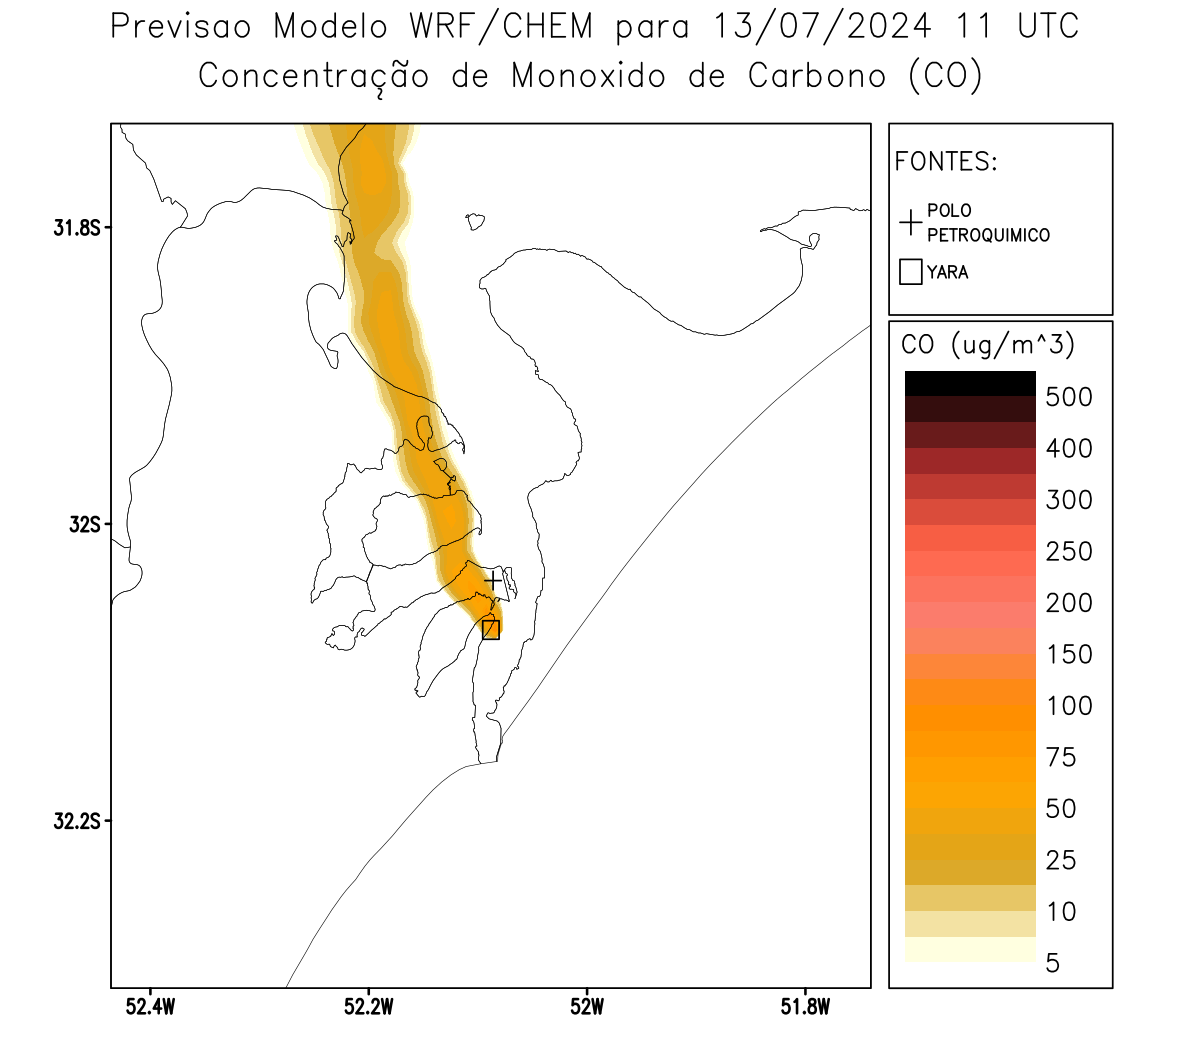 Previsao Modelo WRF/CHEM para 13/07/2024 11 UTC
Concentração de Monoxido de Carbono (CO)
FONTES:
POLO
PETROQUIMICO
YARA
CO (ug/m^3)
500
400
300
250
200
150
100
75
50
25
10
5
31.8S
32S
32.2S
52.4W
52.2W
52W
51.8W